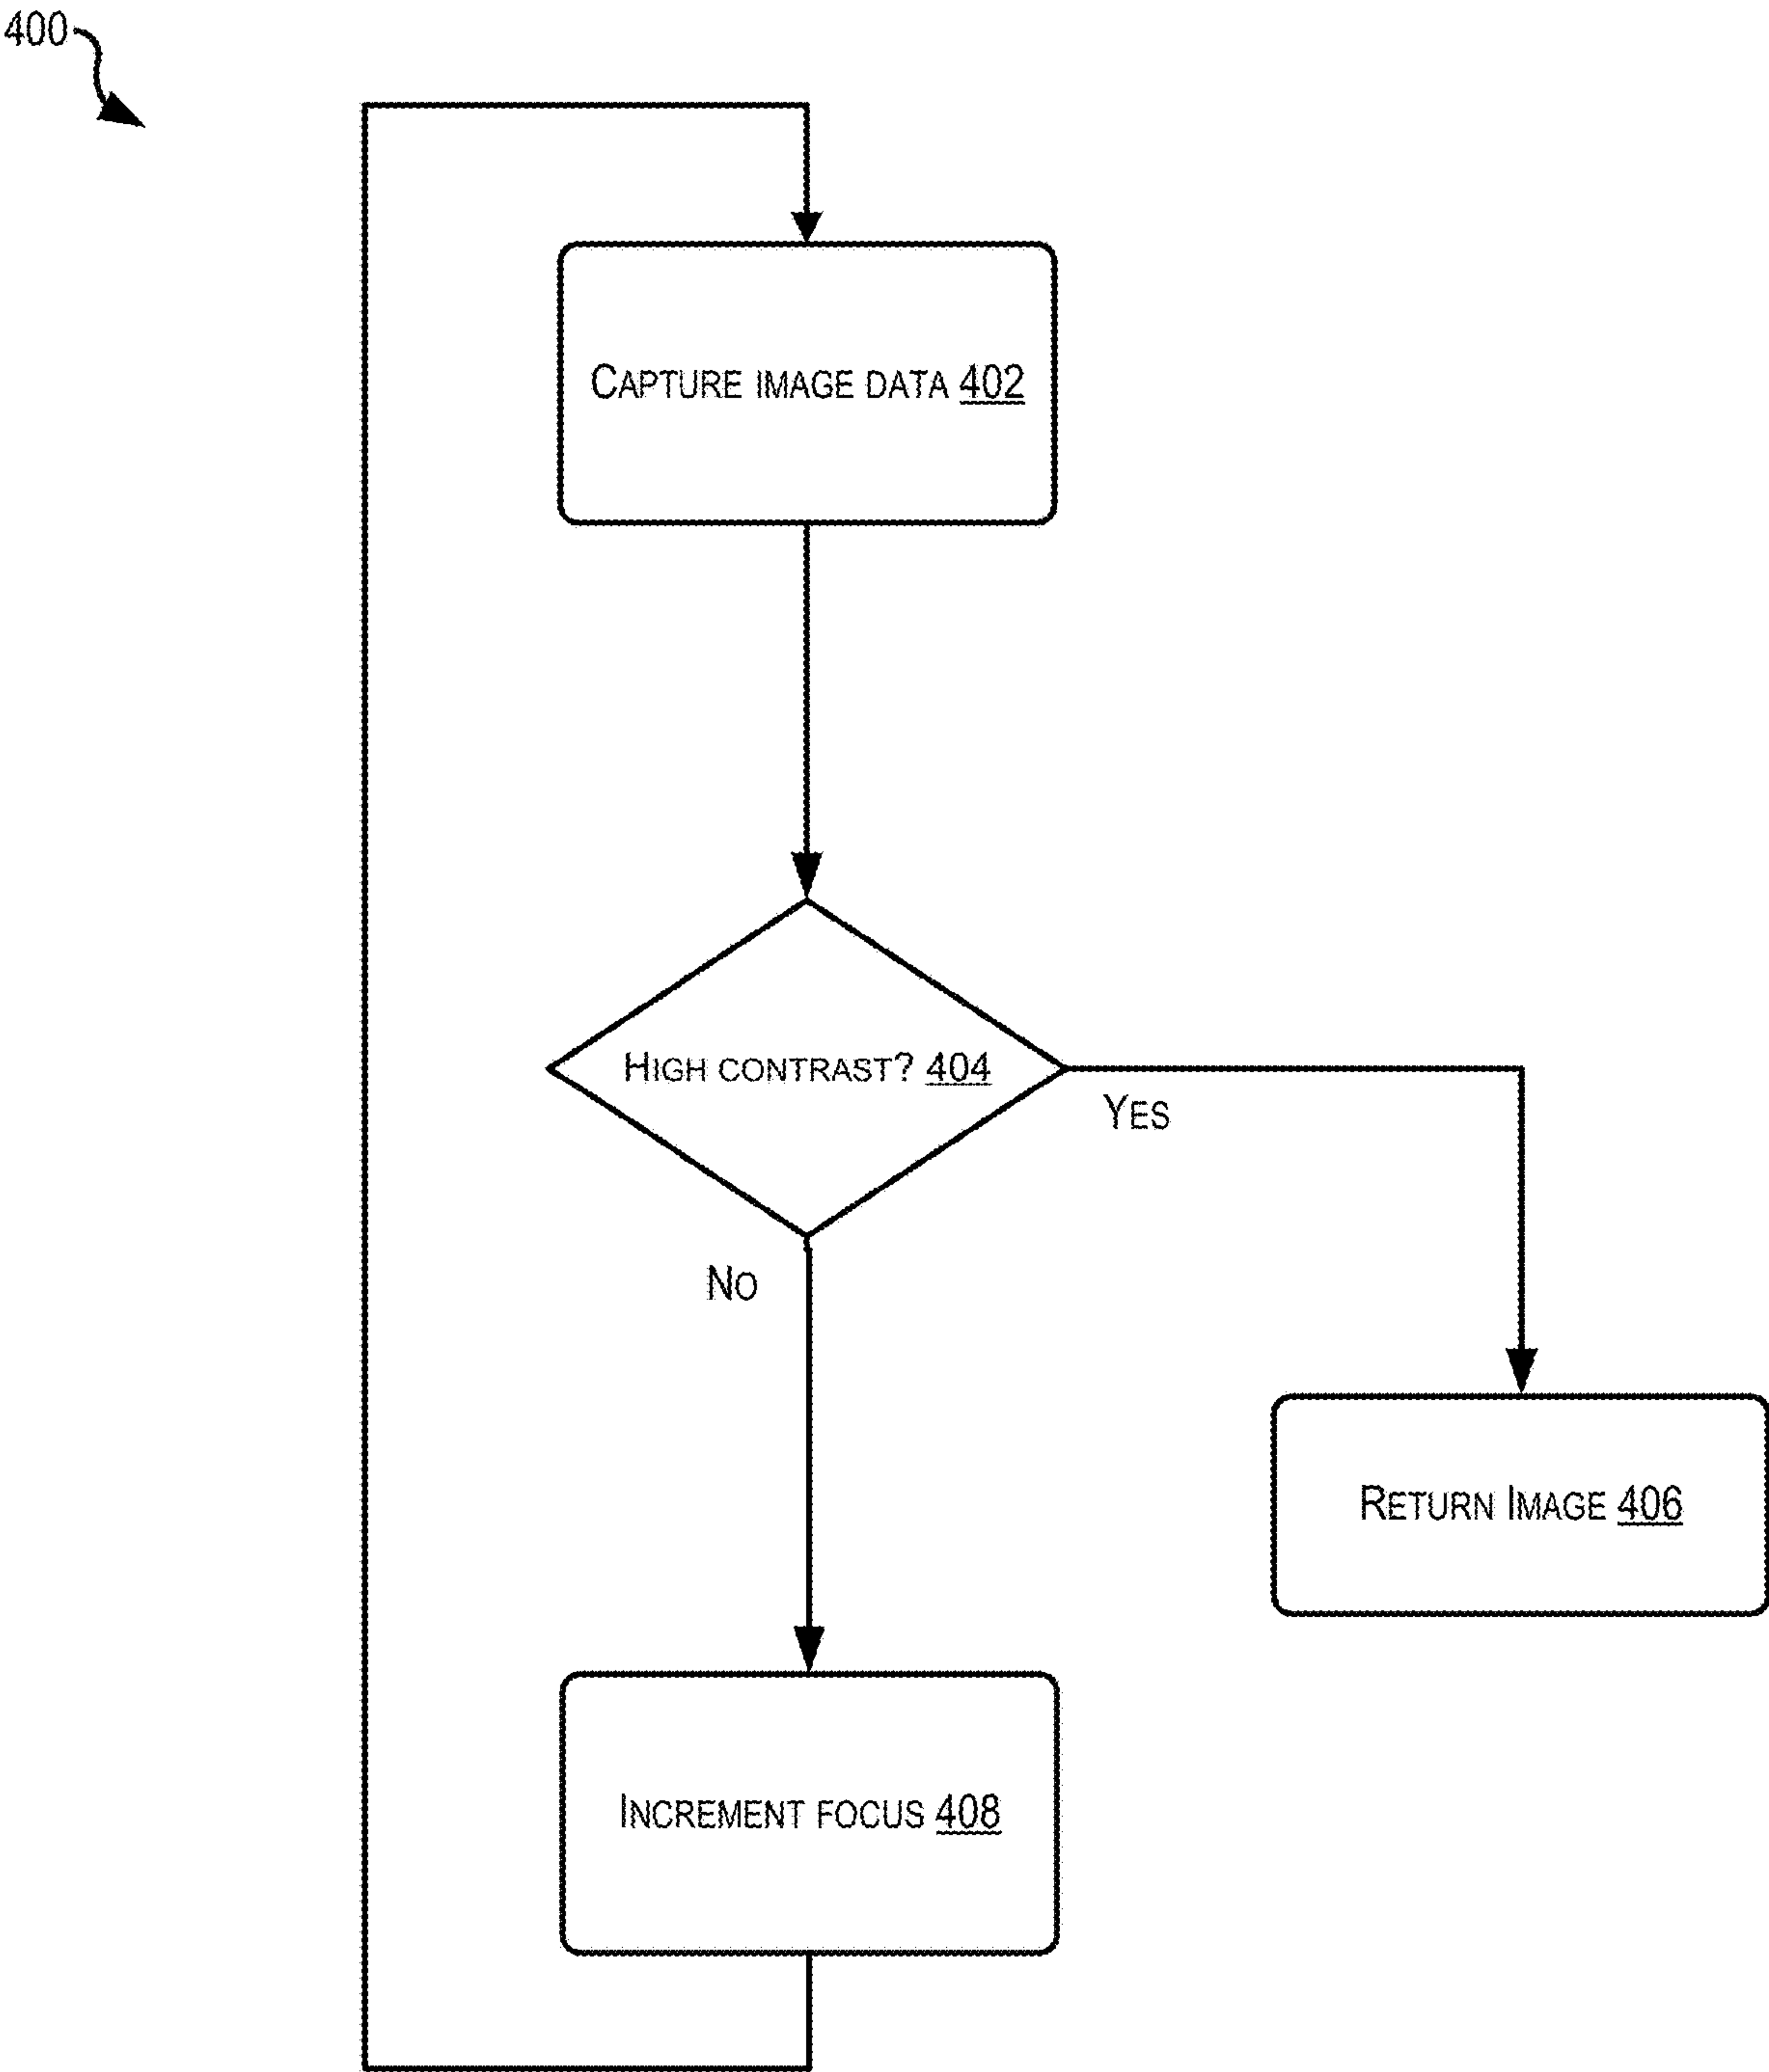 400
CAPTURE IMAGE DATA 402
HIGH CONTRAST? 404
YES
NO
RETURN IMAGE 406
INCREMENT FOCUS 408